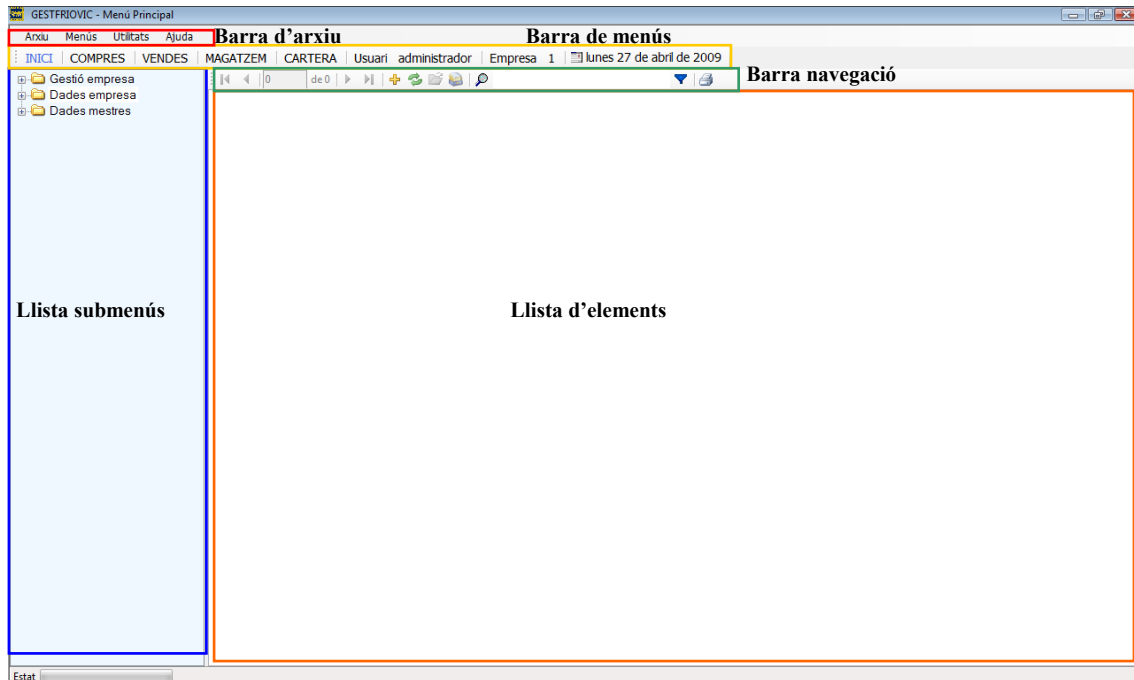 GESTFRIOVIC - Menú Principal
Arxiu Menús Utilitats Ajuda Barra d'arxiu Barra de menús
INICI COMPRES VENDES MAGATZEM CARTERA Usuari administrador Empresa 1 lunes 27 de abril de 2009
0 de 0 Barra navegació
Gestió empresa
Dades empresa
Dades mestres
Llista submenús Llista d'elements
Estat